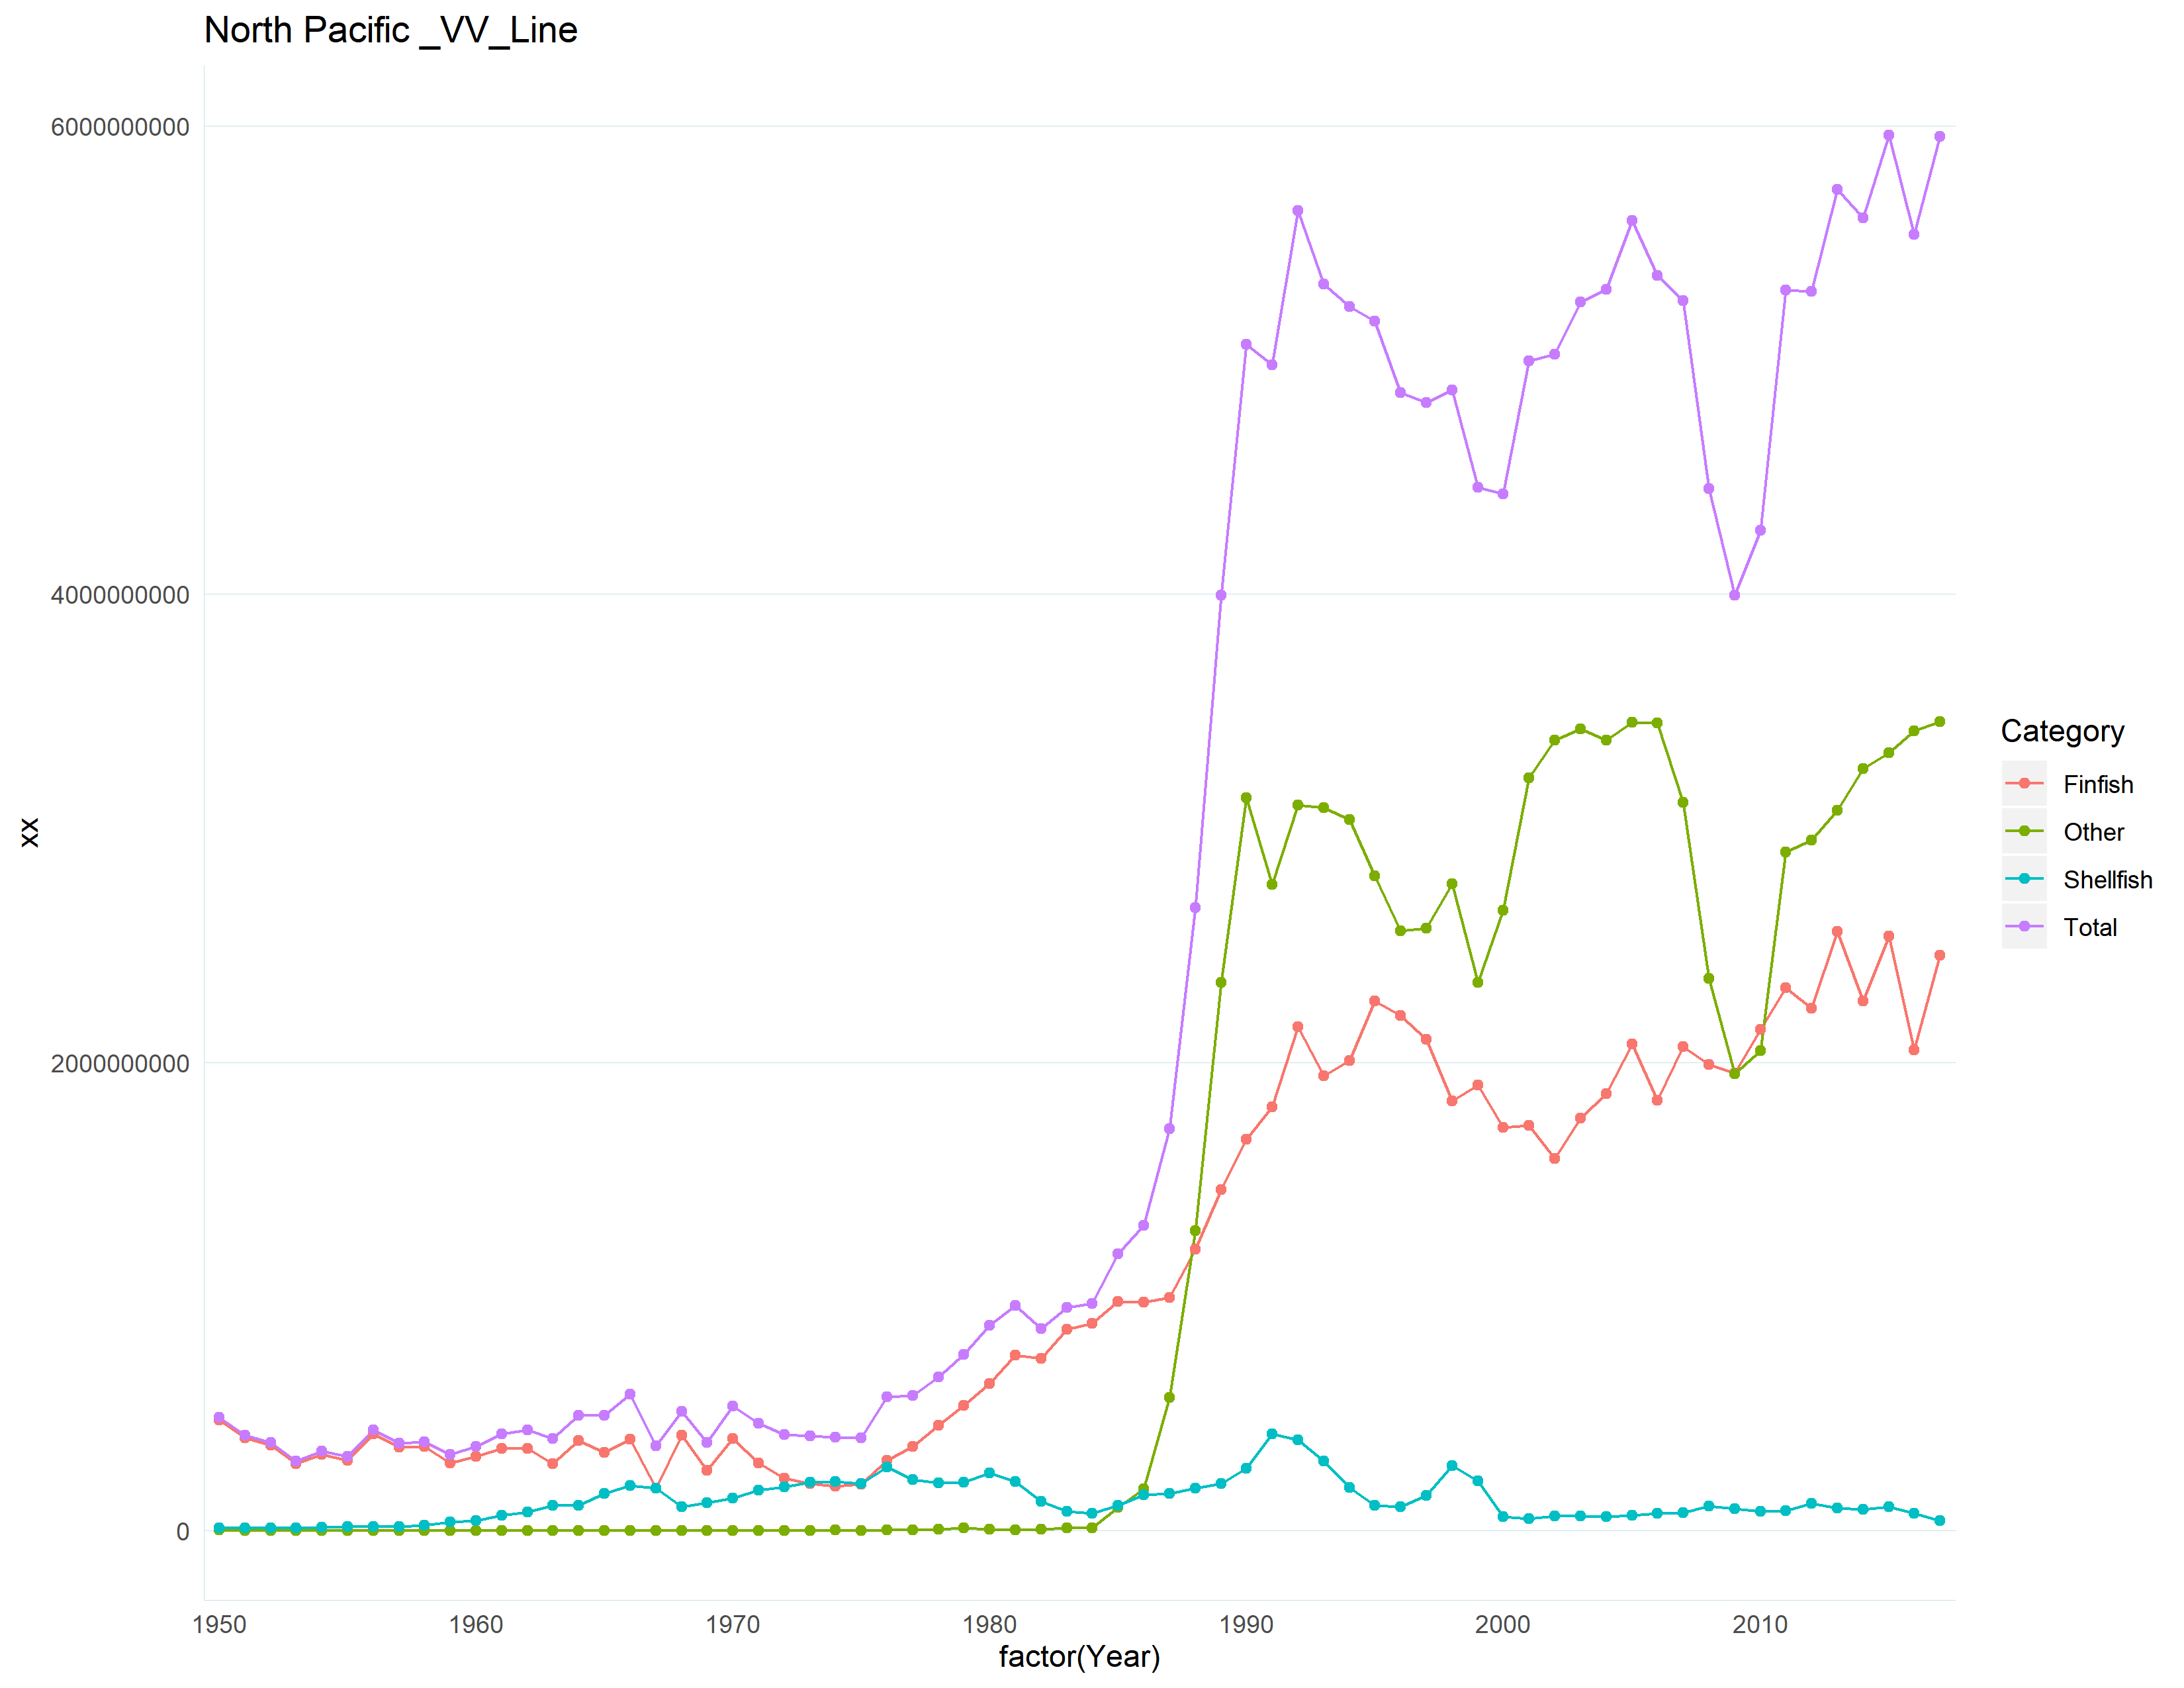 North Pacific _VV_Line
6000000000
4000000000
2000000000
0
xx
1950 1960 1970 1980 1990 2000 2010
factor(Year)
Category
Finfish
Other
Shellfish
Total